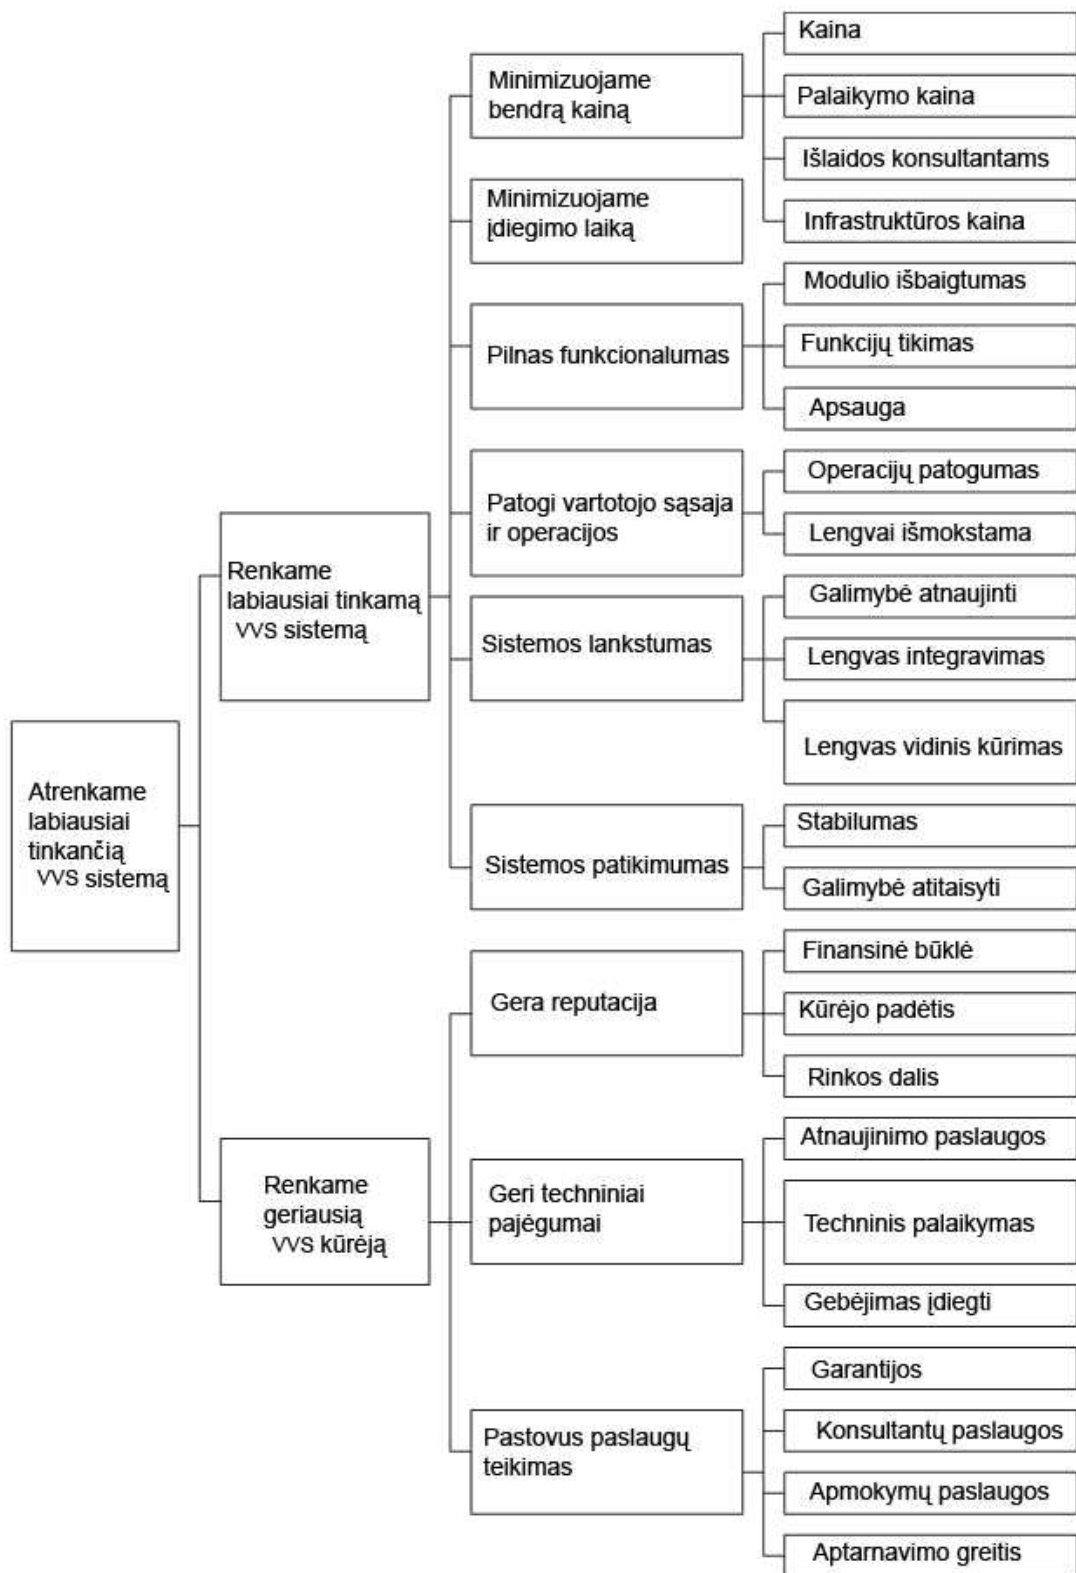 Kaina
Minimizuojame
bendrą kainą
Palaikymo kaina
Išlaidos konsultantams
Minimizuojame
įdiegimo laiką
Infrastruktūros kaina
Modulio išbaigtumas
Pilnas funkcionalumas
Funkcijų tikimas
Apsauga
Operacijų patogumas
Patogi vartotojo sąsaja
ir operacijos
Lengvai išmokstama
Renkame
labiausiai tinkamą
VVS sistemą
Galimybė atnaujinti
Sistemos lankstumas
Lengvas integravimas
Lengvas vidinis kūrimas
Atrenkame
labiausiai
tinkančią
VVS sistemą
Stabilumas
Sistemos patikimumas
Galimybė atitaisyti
Finansinė būklė
Gera reputacija
Kūrėjo padėtis
Rinkos dalis
Atnaujinimo paslaugos
Renkame
geriausią
VVS kūrėją
Geri techniniai
pajėgumai
Techninis palaikymas
Gebėjimas įdiegti
Garantijos
Pastovus paslaugų
teikimas
Konsultantų paslaugos
Apmokymų paslaugos
Aptarnavimo greitis